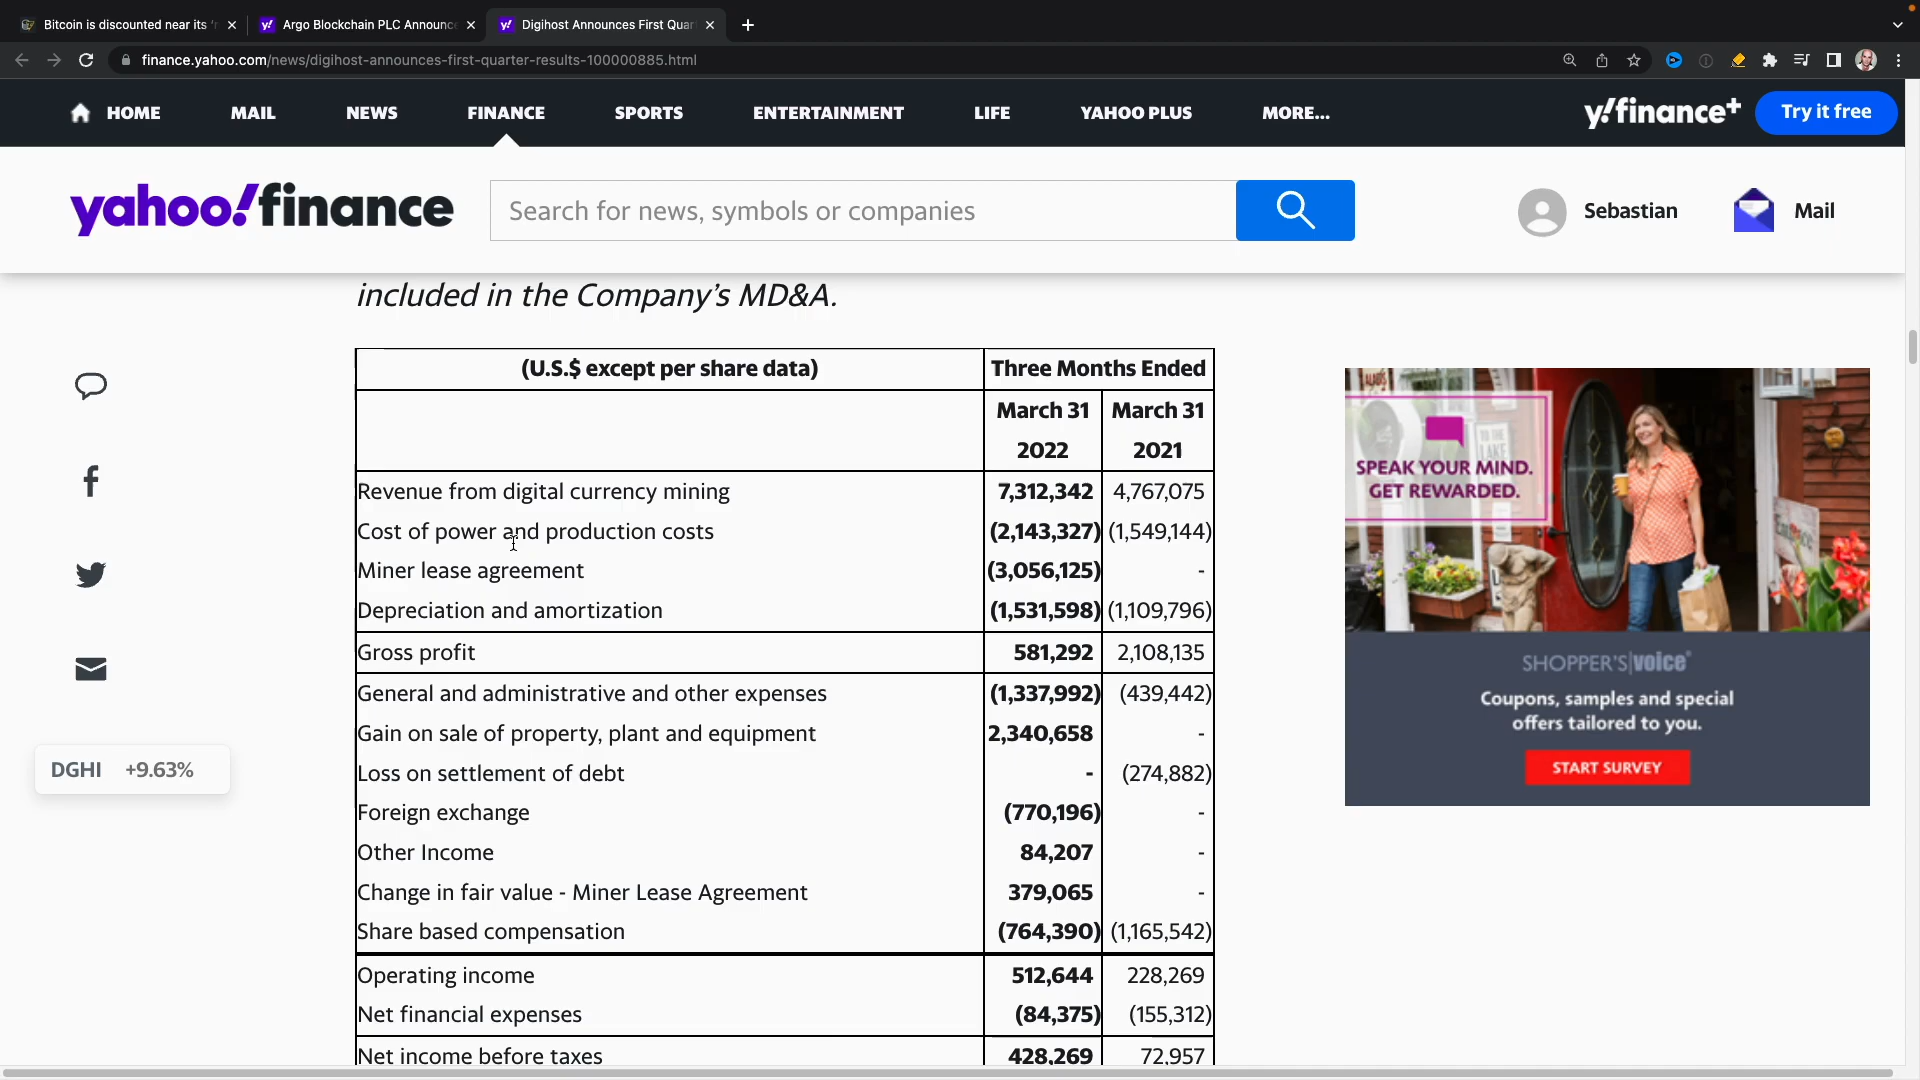 Bitcoin is discounted near its
Argo Blockchain PLC Announce
Digihost Announces First Quar
finance.yahoo.com/news/digihost-announces-first-quarter-results-100000885.html
HOME MAIL NEWS FINANCE SPORTS ENTERTAINMENT LIFE YAHOO PLUS MORE...
y!finance+ Try it free
yahoo!finance
Search for news, symbols or companies
Sebastian
Mail
included in the Company's MD&A.
(U.S.$ except per share data) Three Months Ended
March 31 March 31
2022 2021
Revenue from digital currency mining 7,312,342 4,767,075
Cost of power and production costs (2,143,327) (1,549,144)
Miner lease agreement (3,056,125) -
Depreciation and amortization (1,531,598) (1,109,796)
Gross profit 581,292 2,108,135
General and administrative and other expenses (1,337,992) (439,442)
Gain on sale of property, plant and equipment 2,340,658 -
Loss on settlement of debt - (274,882)
Foreign exchange (770,196) -
Other Income 84,207 -
Change in fair value - Miner Lease Agreement 379,065 -
Share based compensation (764,390) (1,165,542)
Operating income 512,644 228,269
Net financial expenses (84,375) (155,312)
Net income before taxes 428,269 72,957
DGHI +9.63%
SPEAK YOUR MIND.
GET REWARDED.
SHOPPER'S|VOICE
Coupons, samples and special
offers tailored to you.
START SURVEY